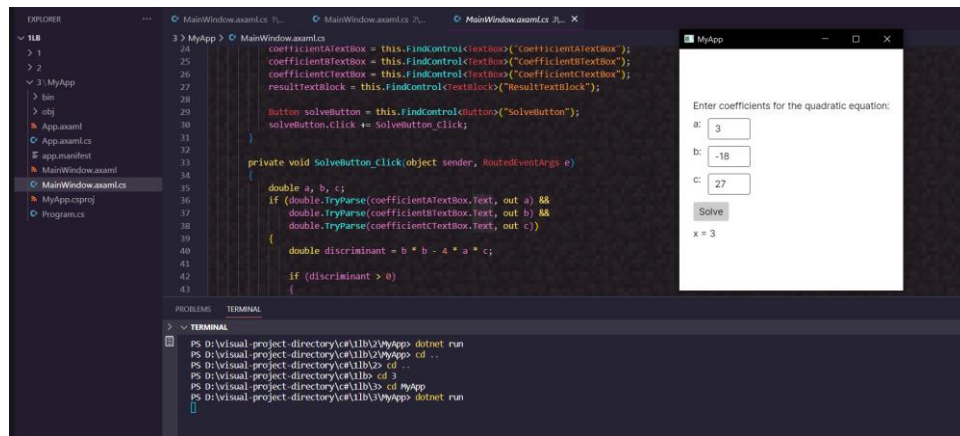 EXPLORER
...
MainWindow.axaml.cs 1\...
MainWindow.axaml.cs 2\...
MainWindow.axaml.cs 3\... ×
1LB
1
2
3\MyApp
bin
obj
App.axaml
App.axaml.cs
app.manifest
MainWindow.axaml
MainWindow.axaml.cs
MyApp.csproj
Program.cs
3 > MyApp > MainWindow.axaml.cs
24 coefficientATextBox = this.FindControl<TextBox>("CoefficientATextBox");
25 coefficientBTextBox = this.FindControl<TextBox>("CoefficientBTextBox");
26 coefficientCTextBox = this.FindControl<TextBox>("CoefficientCTextBox");
27 resultTextBlock = this.FindControl<TextBlock>("ResultTextBlock");
28
29 Button solveButton = this.FindControl<Button>("SolveButton");
30 solveButton.Click += SolveButton_Click;
31 }
32
33 private void SolveButton_Click(object sender, RoutedEventArgs e)
34 {
35 double a, b, c;
36 if (double.TryParse(coefficientATextBox.Text, out a) &&
37 double.TryParse(coefficientBTextBox.Text, out b) &&
38 double.TryParse(coefficientCTextBox.Text, out c))
39 {
40 double discriminant = b * b - 4 * a * c;
41
42 if (discriminant > 0)
43 {
MyApp
Enter coefficients for the quadratic equation:
a: 3
b: -18
c: 27
Solve
x = 3
PROBLEMS TERMINAL
TERMINAL
PS D:\visual-project-directory\c#\1lb\2\MyApp> dotnet run
PS D:\visual-project-directory\c#\1lb\2\MyApp> cd ..
PS D:\visual-project-directory\c#\1lb\2> cd ..
PS D:\visual-project-directory\c#\1lb> cd 3
PS D:\visual-project-directory\c#\1lb\3> cd MyApp
PS D:\visual-project-directory\c#\1lb\3\MyApp> dotnet run